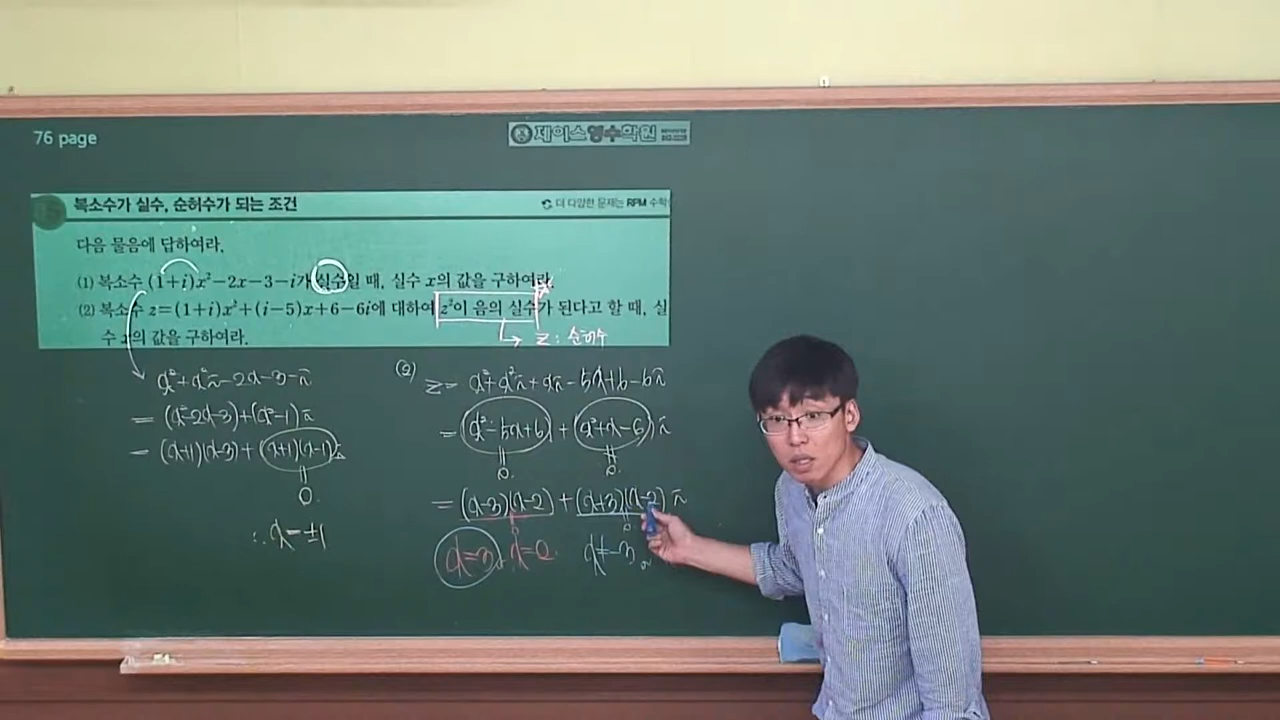 76 page
제이스영수학원
복소수가 실수, 순허수가 되는 조건
더 다양한 문제는 RPM 수학
다음 물음에 답하여라.
(1) 복소수 (1+i)x²-2x-3-i가 실수일 때, 실수 x의 값을 구하여라.
(2) 복소수 z=(1+i)x²+(i-5)x+6-6i에 대하여 z²이 음의 실수가 된다고 할 때, 실
수 x의 값을 구하여라.
z : 순허수
x²+x²i-2x-3-i
=(x²-2x-3)+(x²-1)i
=(x+1)(x-3)+(x+1)(x-1)i
0
∴ x=±1
(2) z= x²+x²i+xi-5x+6-6i
=(x²-5x+6)+(x²+x-6)i
0 0
=(x-3)(x-2)+(x+3)(x-2)i
0 0
x=3, x=2. x≠-3,